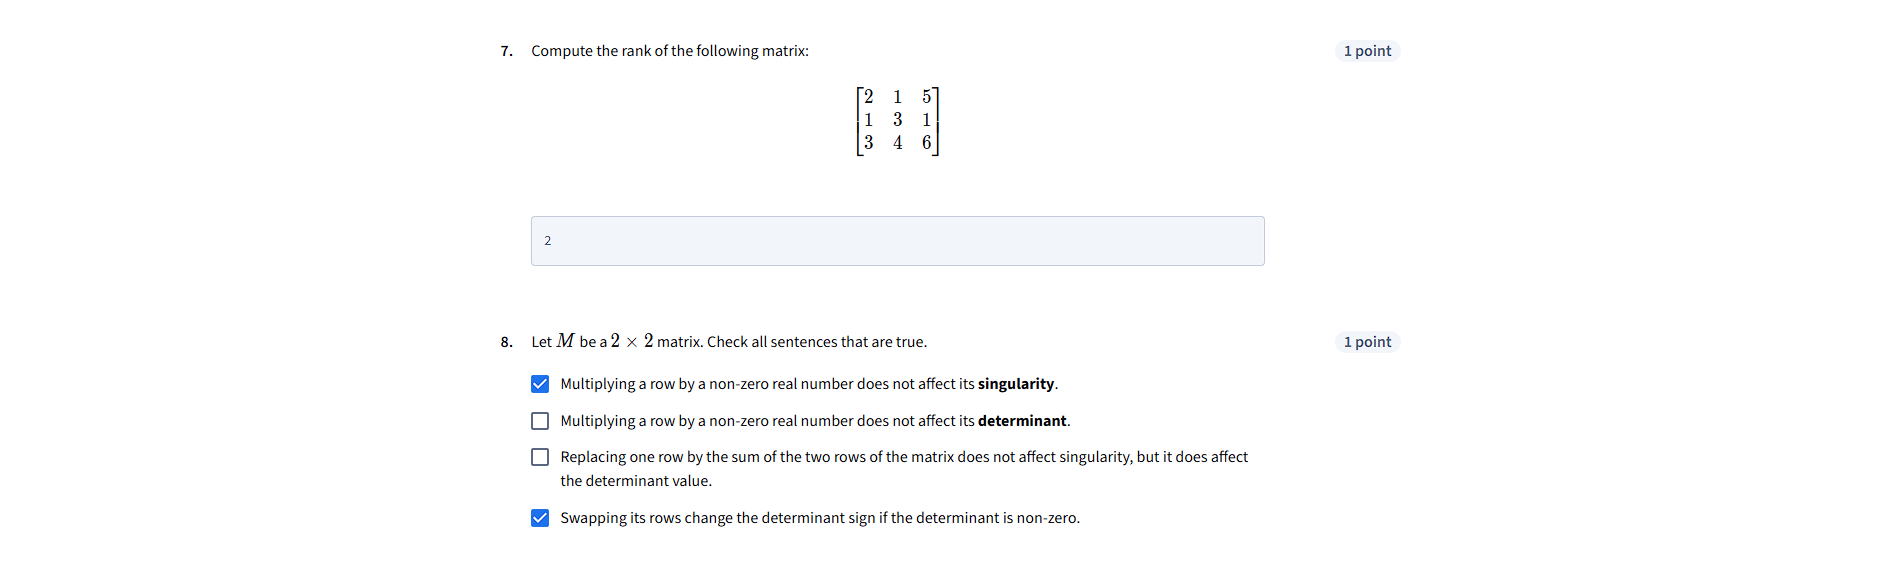 7. Compute the rank of the following matrix: 1 point
2 1 5
1 3 1
3 4 6
2
8. Let M be a 2 × 2 matrix. Check all sentences that are true. 1 point
Multiplying a row by a non-zero real number does not affect its singularity.
Multiplying a row by a non-zero real number does not affect its determinant.
Replacing one row by the sum of the two rows of the matrix does not affect singularity, but it does affect
the determinant value.
Swapping its rows change the determinant sign if the determinant is non-zero.